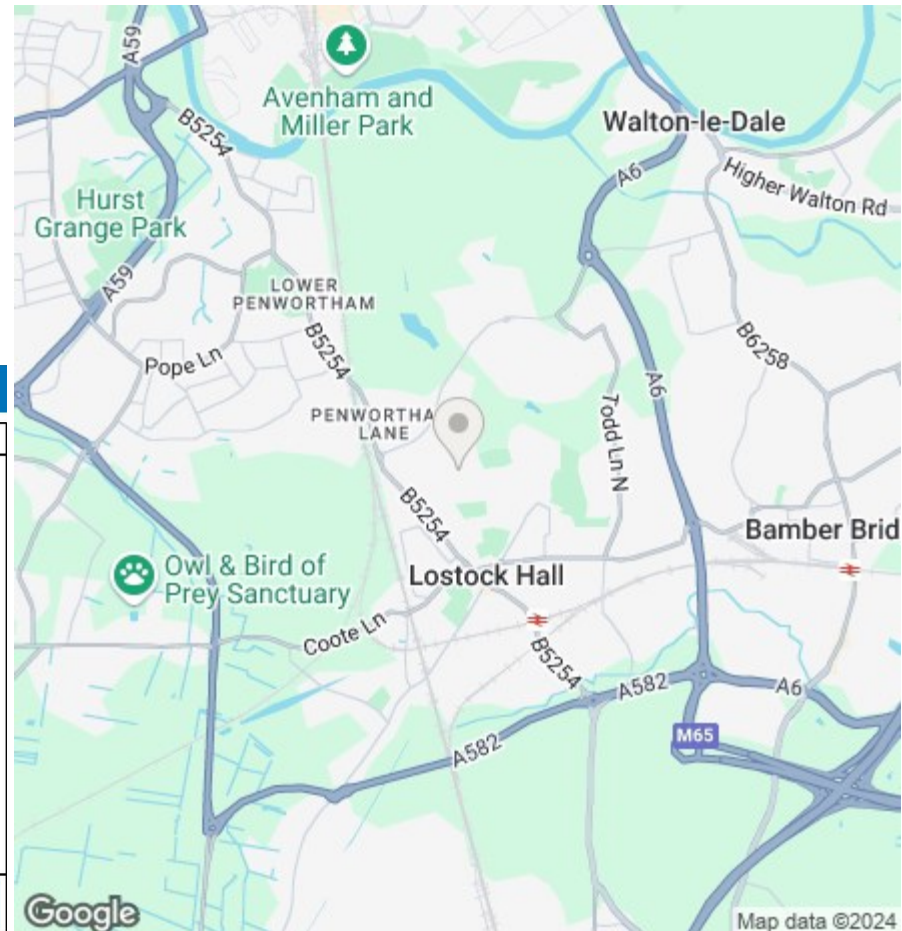 A59
Avenham and
Miller Park
B5254
Walton-le-Dale
A6
Higher Walton Rd
Hurst
Grange Park
A59
LOWER
PENWORTHAM
B5254
B6258
Pope Ln
A6
PENWORTHA
LANE
Todd Ln N
B5254
Bamber Brid
Owl & Bird of
Prey Sanctuary
Lostock Hall
Coote Ln
B5254
A582
A6
M65
A582
Google
Map data ©2024